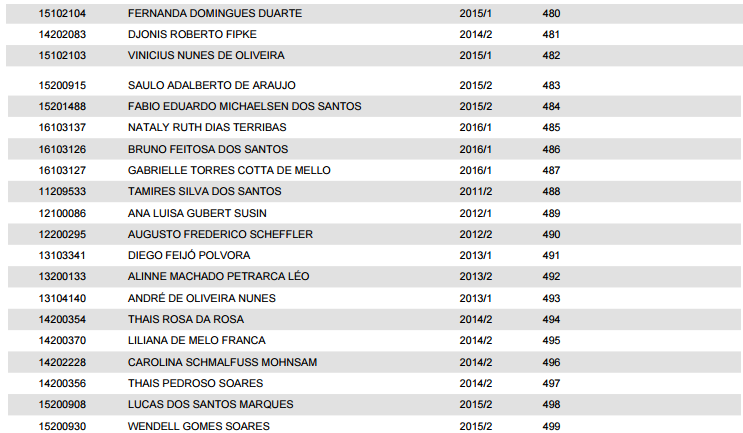 15102104 FERNANDA DOMINGUES DUARTE 2015/1 480
14202083 DJONIS ROBERTO FIPKE 2014/2 481
15102103 VINICIUS NUNES DE OLIVEIRA 2015/1 482
15200915 SAULO ADALBERTO DE ARAUJO 2015/2 483
15201488 FABIO EDUARDO MICHAELSEN DOS SANTOS 2015/2 484
16103137 NATALY RUTH DIAS TERRIBAS 2016/1 485
16103126 BRUNO FEITOSA DOS SANTOS 2016/1 486
16103127 GABRIELLE TORRES COTTA DE MELLO 2016/1 487
11209533 TAMIRES SILVA DOS SANTOS 2011/2 488
12100086 ANA LUISA GUBERT SUSIN 2012/1 489
12200295 AUGUSTO FREDERICO SCHEFFLER 2012/2 490
13103341 DIEGO FEIJÓ POLVORA 2013/1 491
13200133 ALINNE MACHADO PETRARCA LÉO 2013/2 492
13104140 ANDRÉ DE OLIVEIRA NUNES 2013/1 493
14200354 THAIS ROSA DA ROSA 2014/2 494
14200370 LILIANA DE MELO FRANCA 2014/2 495
14202228 CAROLINA SCHMALFUSS MOHNSAM 2014/2 496
14200356 THAIS PEDROSO SOARES 2014/2 497
15200908 LUCAS DOS SANTOS MARQUES 2015/2 498
15200930 WENDELL GOMES SOARES 2015/2 499